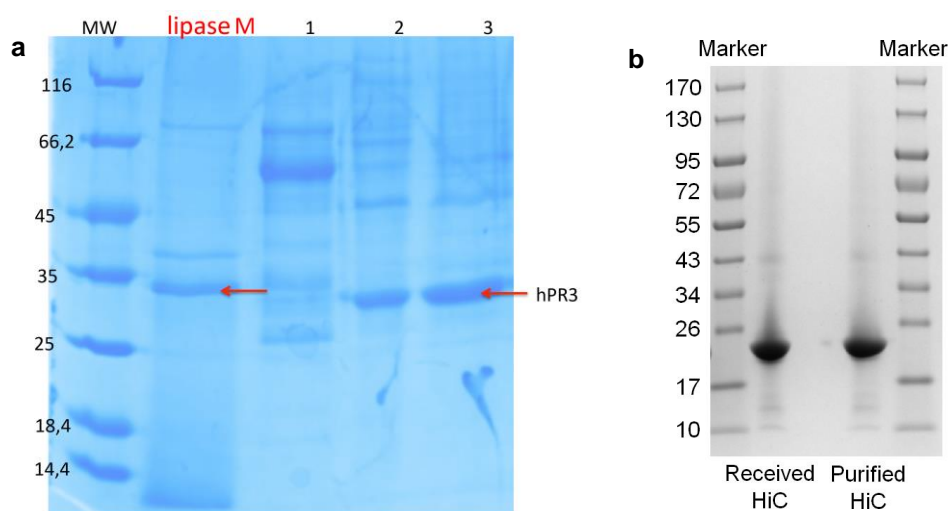 a
MW lipase M 1 2 3
116
66,2
45
35
25
18,4
14,4
hPR3
b
Marker Marker
170
130
95
72
55
43
34
26
17
10
Received Purified
HiC HiC